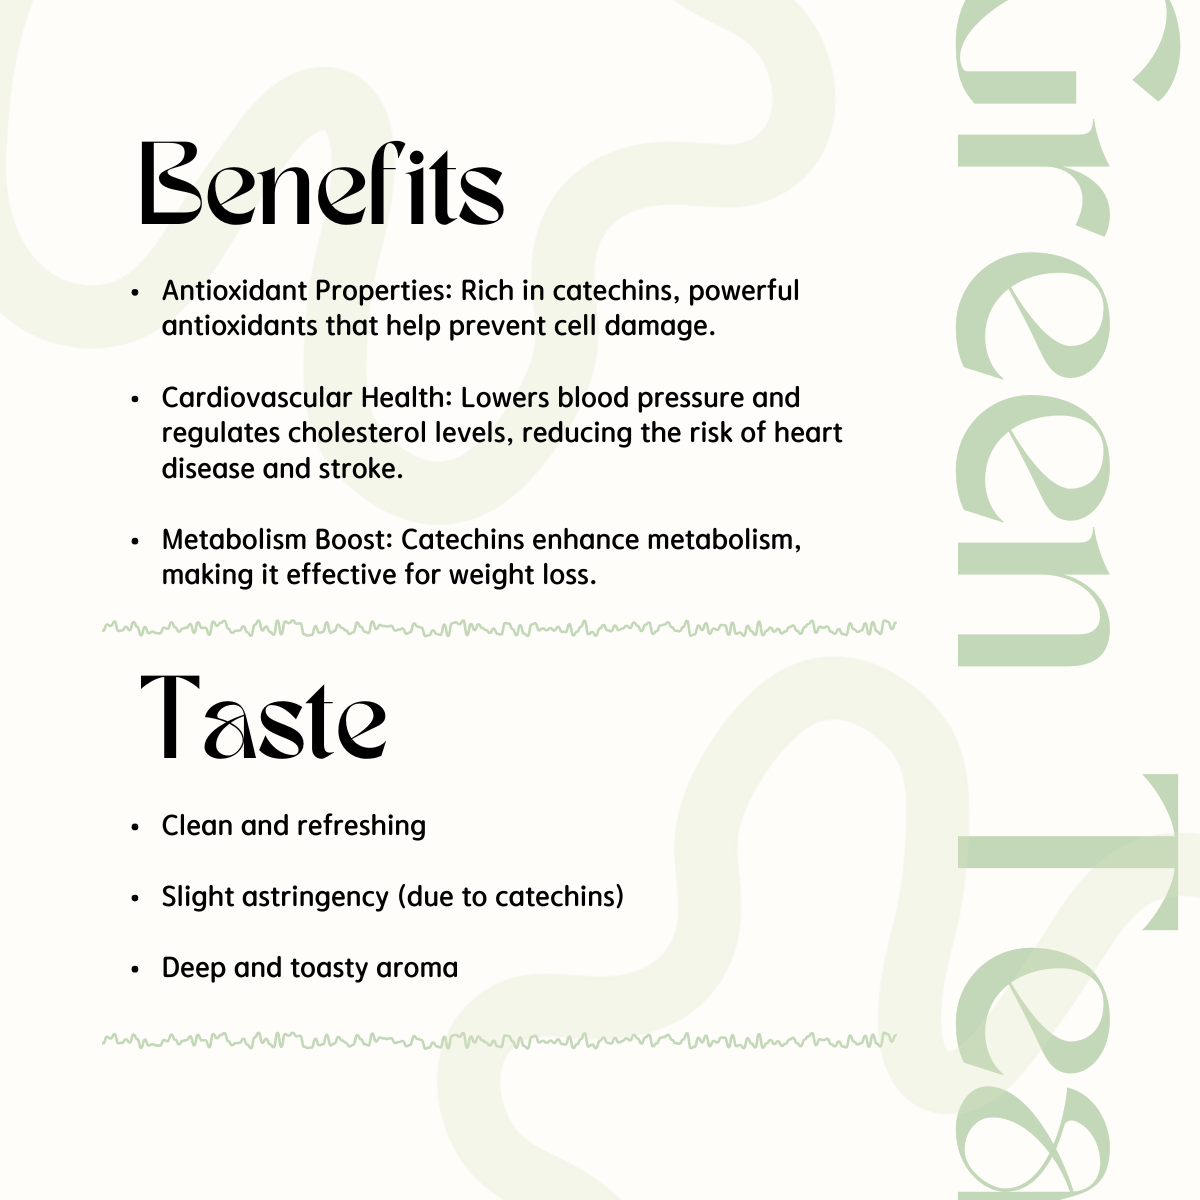 Benefits
• Antioxidant Properties: Rich in catechins, powerful
antioxidants that help prevent cell damage.
• Cardiovascular Health: Lowers blood pressure and
regulates cholesterol levels, reducing the risk of heart
disease and stroke.
• Metabolism Boost: Catechins enhance metabolism,
making it effective for weight loss.
Taste
• Clean and refreshing
• Slight astringency (due to catechins)
• Deep and toasty aroma
Green Tea